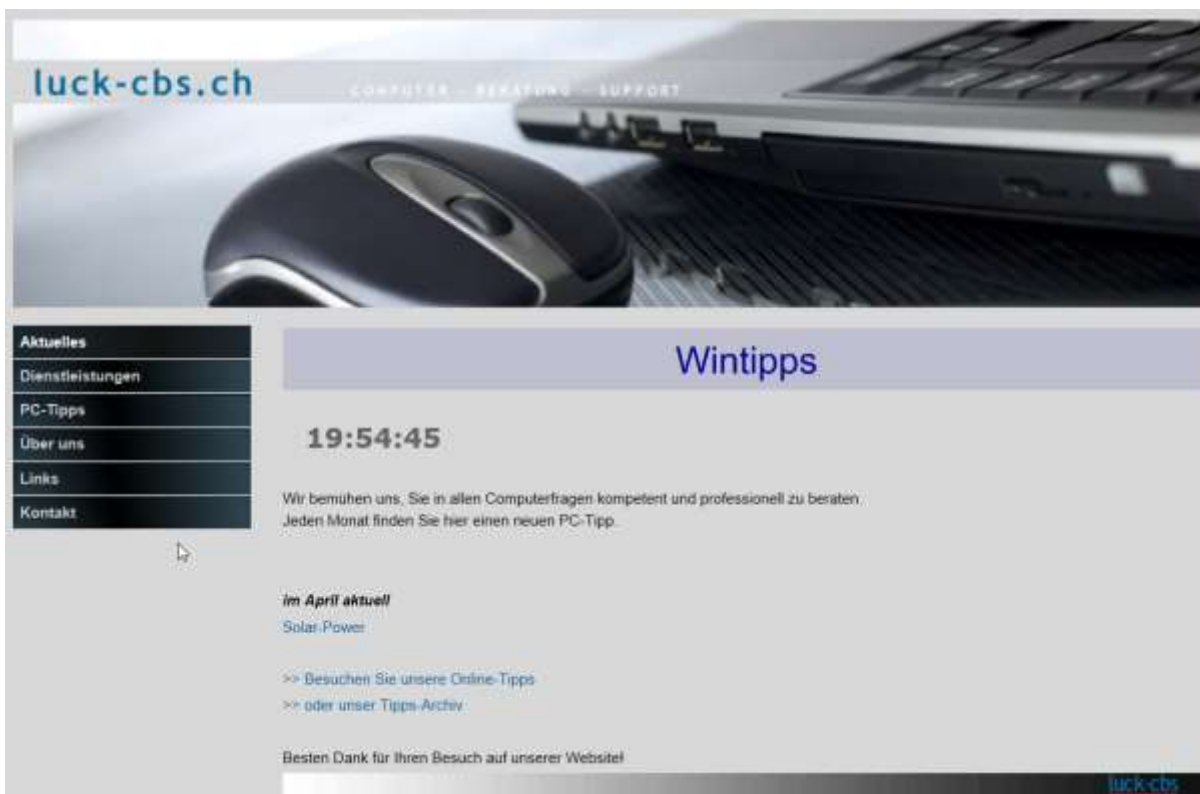 luck-cbs.ch
COMPUTER - BERATUNG - SUPPORT
Aktuelles
Dienstleistungen
PC-Tipps
Über uns
Links
Kontakt
Wintipps
19:54:45
Wir bemühen uns, Sie in allen Computerfragen kompetent und professionell zu beraten.
Jeden Monat finden Sie hier einen neuen PC-Tipp.
im April aktuell
Solar-Power
>> Besuchen Sie unsere Online-Tipps
>> oder unser Tipps-Archiv
Besten Dank für Ihren Besuch auf unserer Website!
luck-cbs